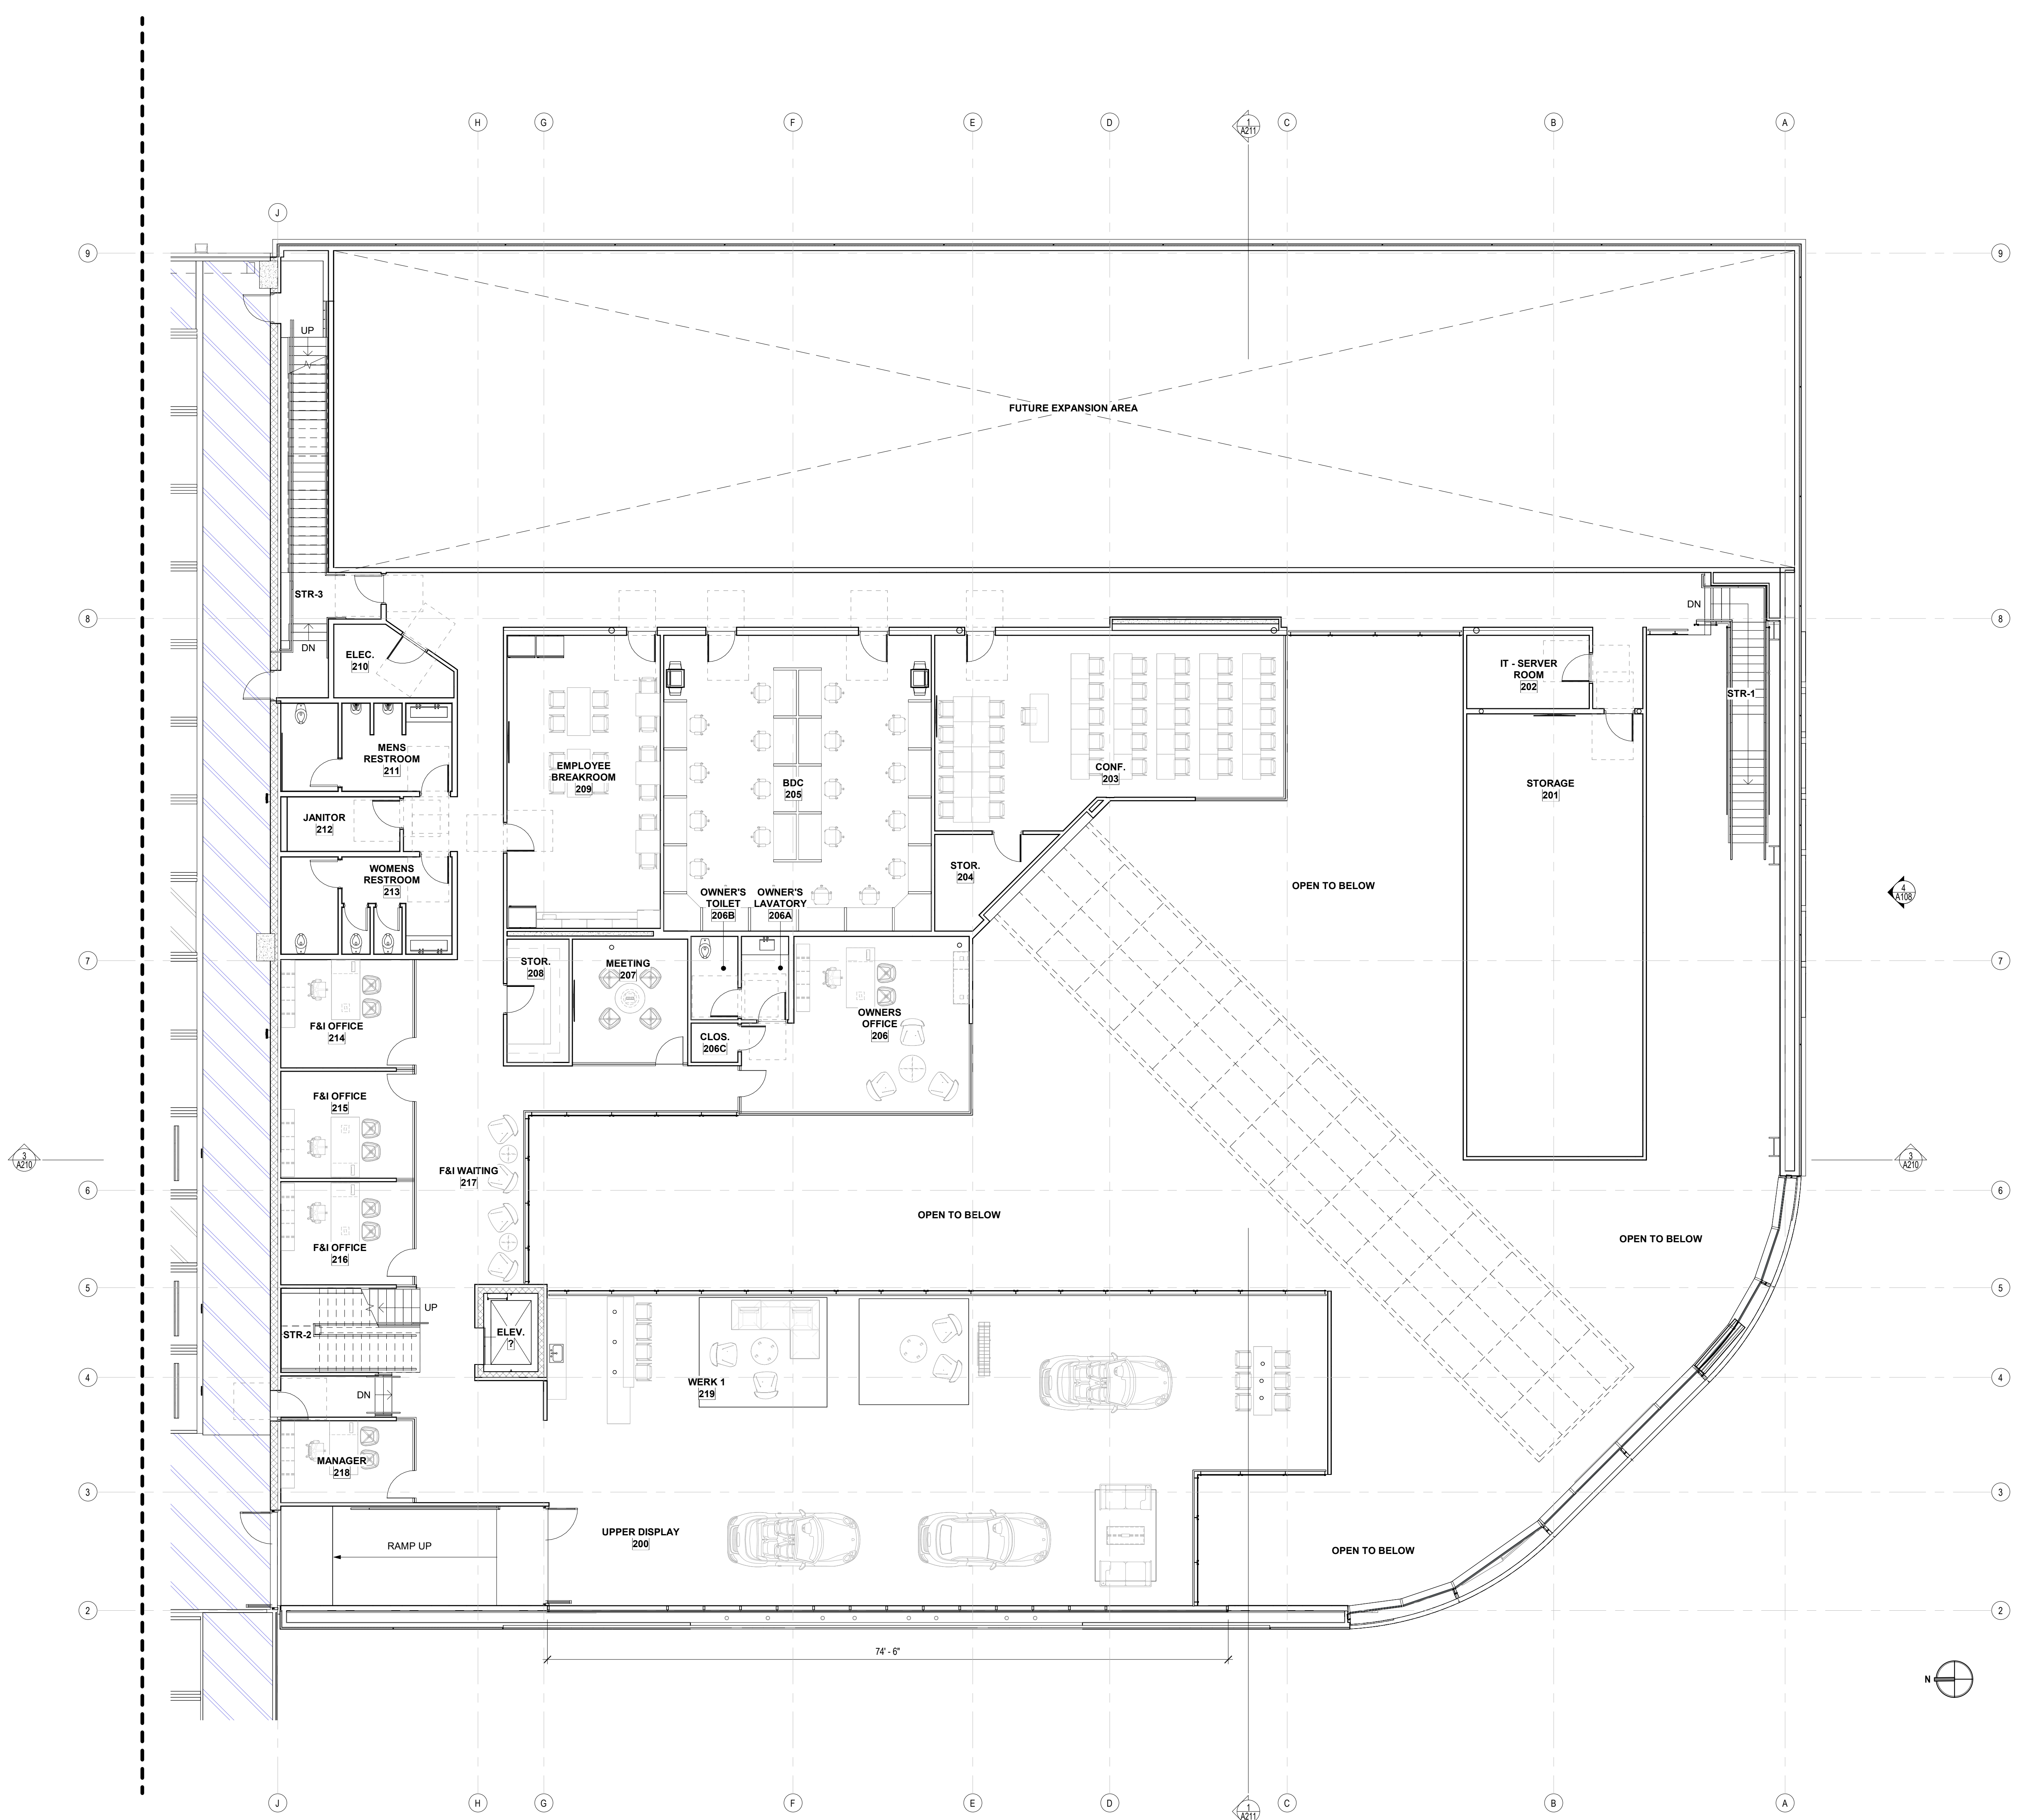 H
G
F
E
D
1
A211
C
B
A
J
9
9
UP
FUTURE EXPANSION AREA
STR-3
DN
8
8
DN
ELEC.
210
IT - SERVER
ROOM
202
STR-1
MENS
RESTROOM
211
EMPLOYEE
BREAKROOM
209
BDC
205
CONF.
203
STORAGE
201
JANITOR
212
WOMENS
RESTROOM
213
STOR.
204
OPEN TO BELOW
OWNER'S
TOILET
206B
OWNER'S
LAVATORY
206A
4
A108
7
7
STOR.
208
MEETING
207
F&I OFFICE
214
OWNERS
OFFICE
206
CLOS.
206C
F&I OFFICE
215
3
A210
3
A210
F&I WAITING
217
6
6
OPEN TO BELOW
OPEN TO BELOW
F&I OFFICE
216
5
5
UP
STR-2
ELEV.
?
4
4
DN
WERK 1
219
MANAGER
218
3
3
UPPER DISPLAY
200
RAMP UP
OPEN TO BELOW
2
2
74' - 6"
N
J
H
G
F
E
D
1
A211
C
B
A